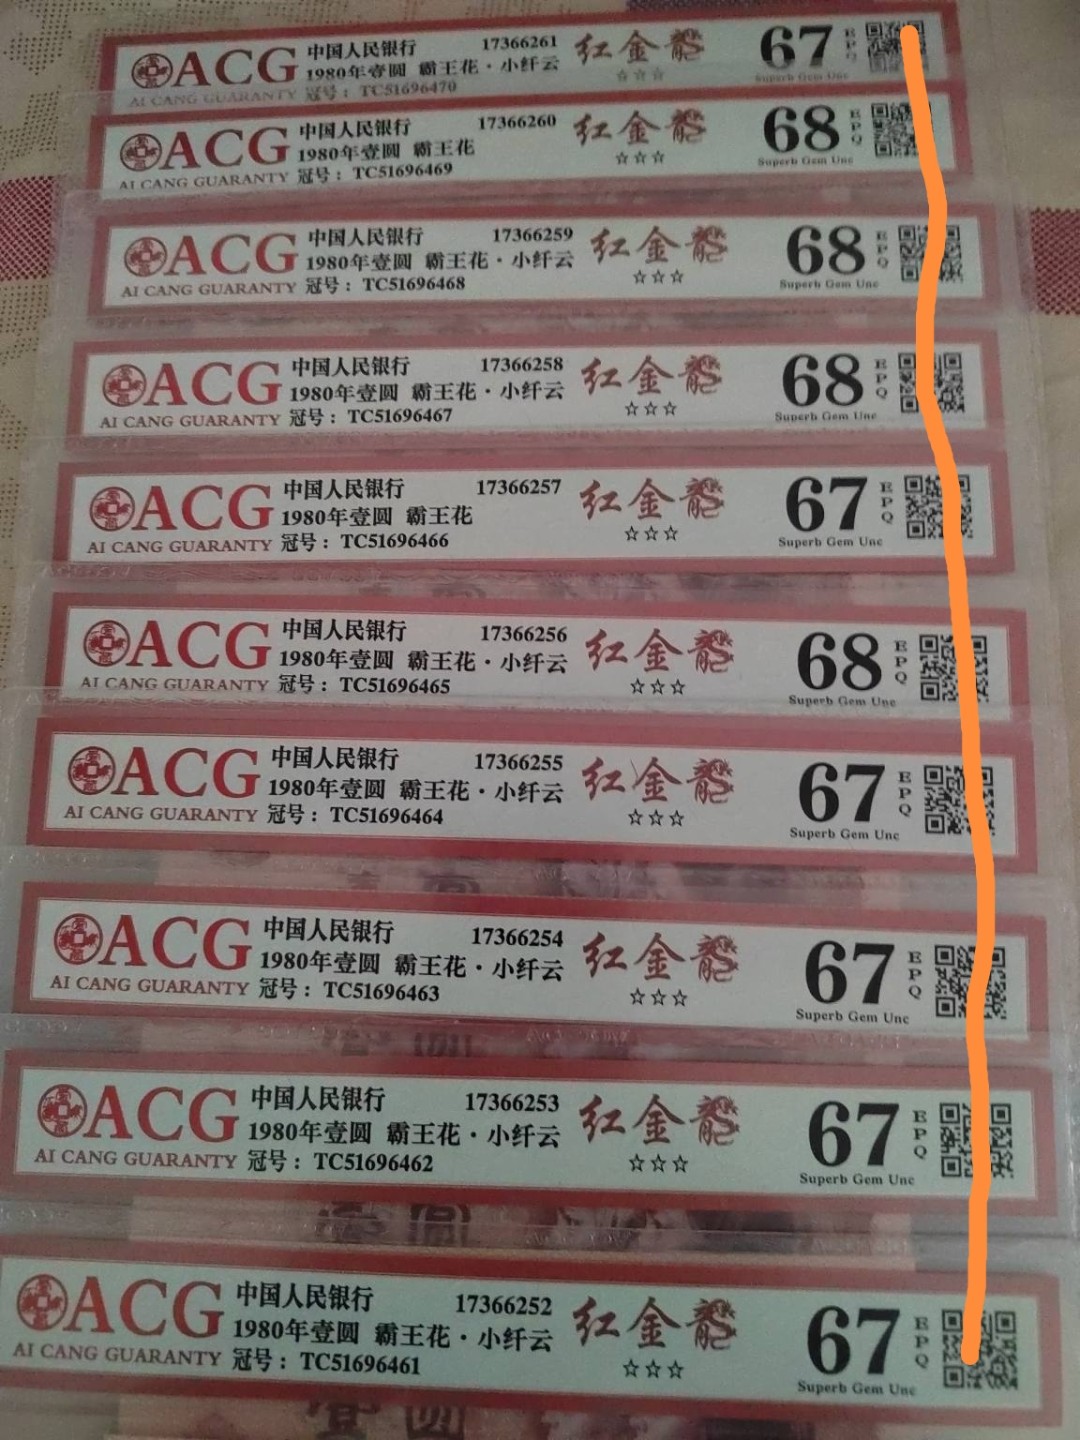 ACG 中国人民银行 17366261 红金龍 67 EPQ
1980年壹圆 霸王花·小纤云 ☆☆☆ Superb Gem Unc
AI CANG GUARANTY 冠号：TC51696470
ACG 中国人民银行 17366260 红金龍 68 EPQ
1980年壹圆 霸王花 ☆☆☆ Superb Gem Unc
AI CANG GUARANTY 冠号：TC51696469
ACG 中国人民银行 17366259 红金龍 68 EPQ
1980年壹圆 霸王花·小纤云 ☆☆☆ Superb Gem Unc
AI CANG GUARANTY 冠号：TC51696468
ACG 中国人民银行 17366258 红金龍 68 EPQ
1980年壹圆 霸王花·小纤云 ☆☆☆ Superb Gem Unc
AI CANG GUARANTY 冠号：TC51696467
ACG 中国人民银行 17366257 红金龍 67 EPQ
1980年壹圆 霸王花 ☆☆☆ Superb Gem Unc
AI CANG GUARANTY 冠号：TC51696466
ACG 中国人民银行 17366256 红金龍 68 EPQ
1980年壹圆 霸王花·小纤云 ☆☆☆ Superb Gem Unc
AI CANG GUARANTY 冠号：TC51696465
ACG 中国人民银行 17366255 红金龍 67 EPQ
1980年壹圆 霸王花·小纤云 ☆☆☆ Superb Gem Unc
AI CANG GUARANTY 冠号：TC51696464
ACG 中国人民银行 17366254 红金龍 67 EPQ
1980年壹圆 霸王花·小纤云 ☆☆☆ Superb Gem Unc
AI CANG GUARANTY 冠号：TC51696463
ACG 中国人民银行 17366253 红金龍 67 EPQ
1980年壹圆 霸王花·小纤云 ☆☆☆ Superb Gem Unc
AI CANG GUARANTY 冠号：TC51696462
ACG 中国人民银行 17366252 红金龍 67 EPQ
1980年壹圆 霸王花·小纤云 ☆☆☆ Superb Gem Unc
AI CANG GUARANTY 冠号：TC51696461
壹圆